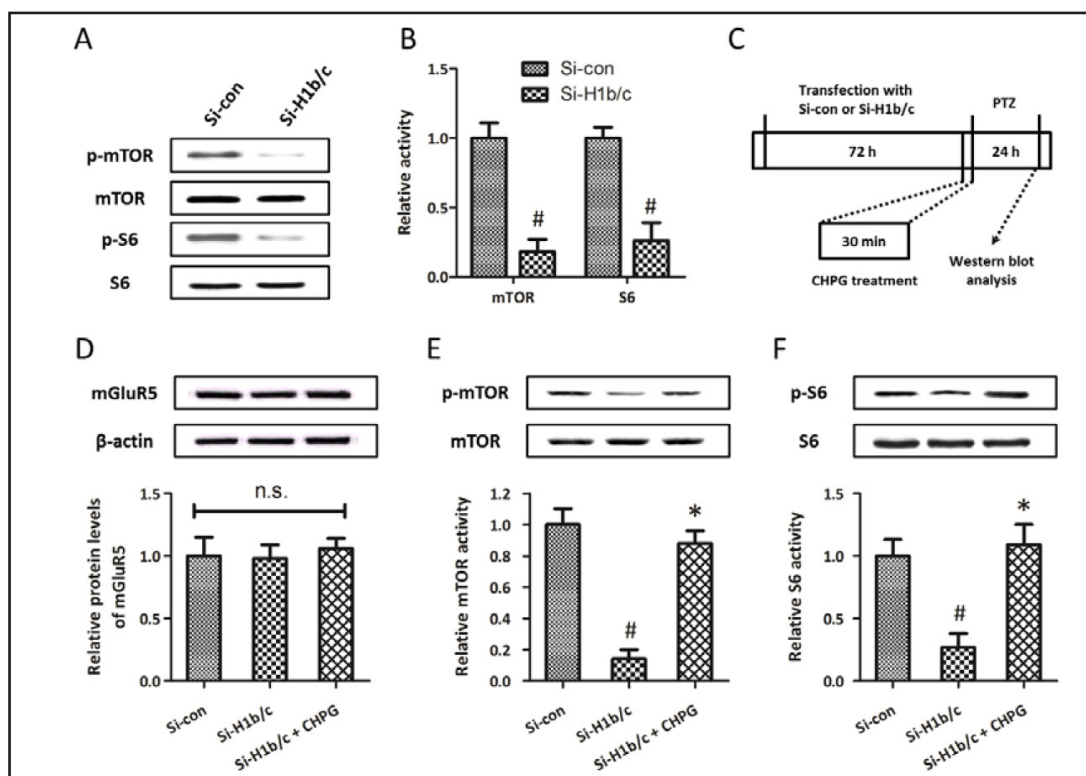 A
Si-con
Si-H1b/c
p-mTOR
mTOR
p-S6
S6
B
Si-con
Si-H1b/c
Relative activity
1.5
1.0
0.5
0.0
#
#
mTOR
S6
C
Transfection with
Si-con or Si-H1b/c
PTZ
72 h
24 h
30 min
CHPG treatment
Western blot
analysis
D
mGluR5
β-actin
Relative protein levels
of mGluR5
1.5
1.0
0.5
0.0
n.s.
Si-con
Si-H1b/c
Si-H1b/c + CHPG
E
p-mTOR
mTOR
Relative mTOR activity
1.2
1.0
0.8
0.6
0.4
0.2
0.0
#
*
Si-con
Si-H1b/c
Si-H1b/c + CHPG
F
p-S6
S6
Relative S6 activity
1.5
1.0
0.5
0.0
#
*
Si-con
Si-H1b/c
Si-H1b/c + CHPG